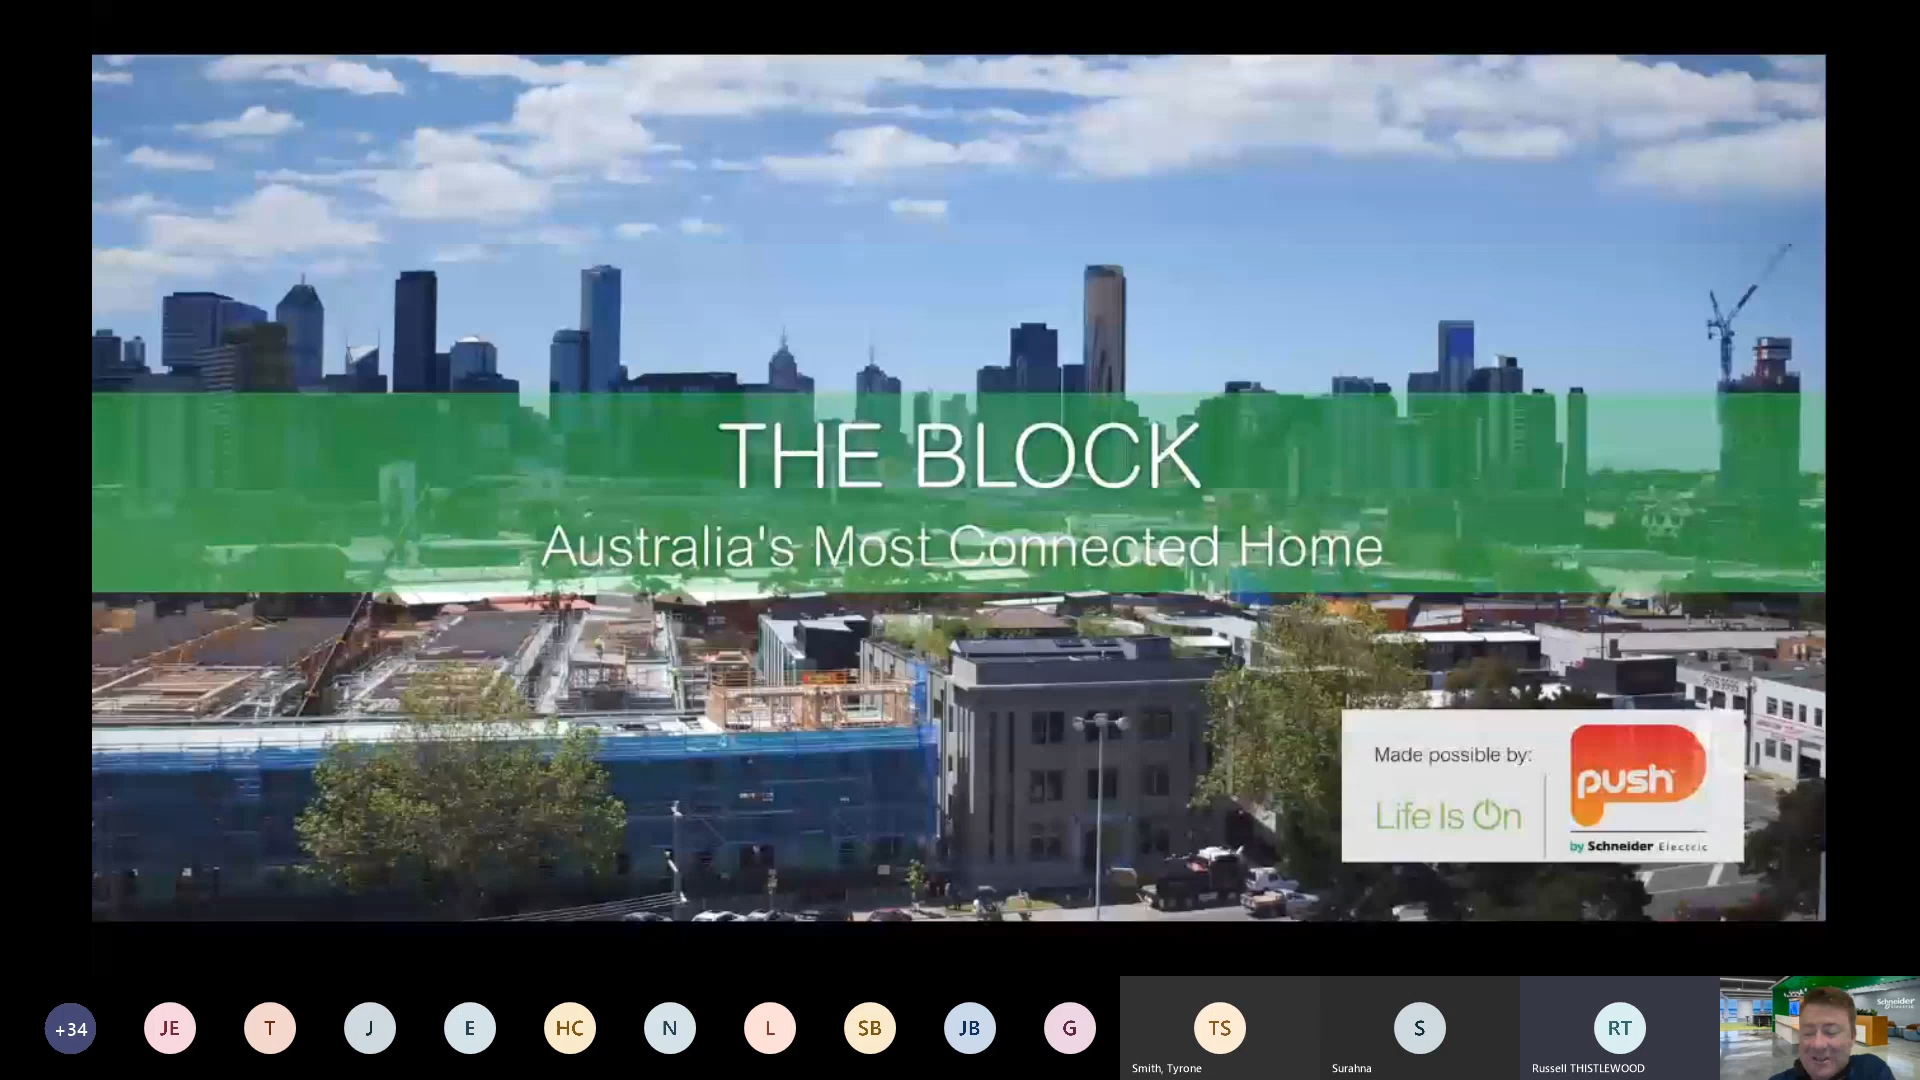 THE BLOCK
Australia's Most Connected Home
Made possible by:
push
Life Is On
by Schneider Electric
+34
JE
T
J
E
HC
N
L
SB
JB
G
TS
S
RT
Smith, Tyrone
Surahna
Russell THISTLEWOOD
Schneider